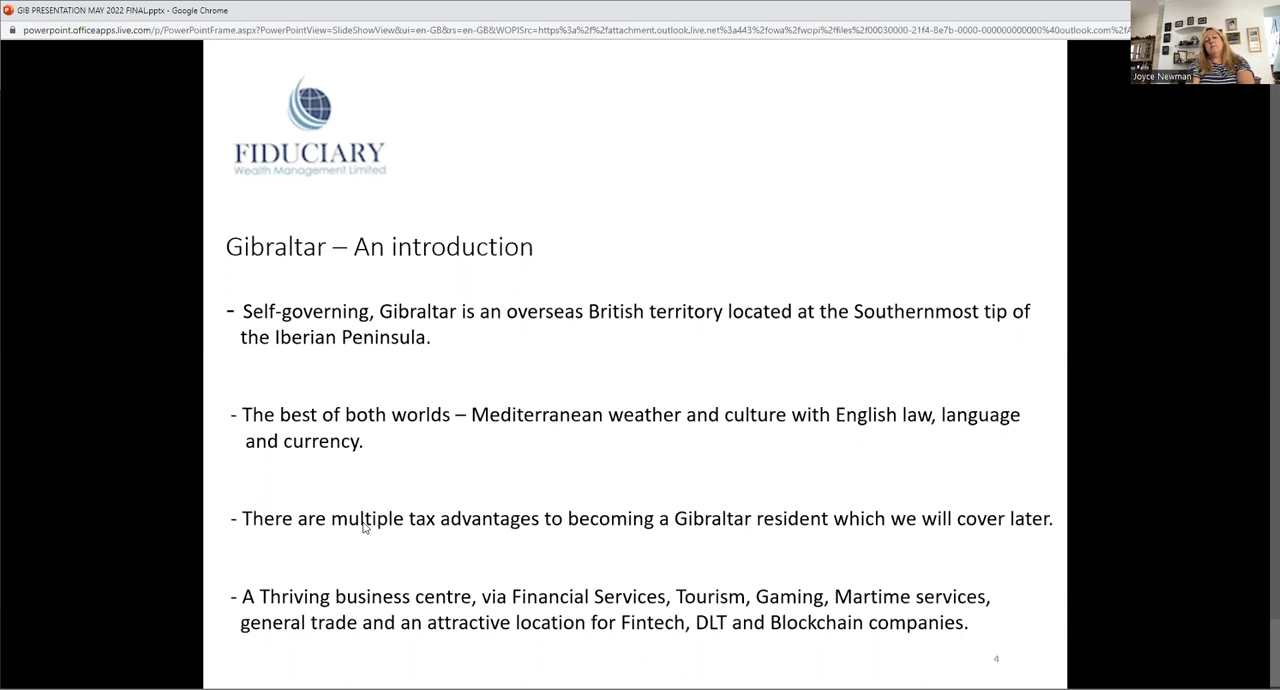 GIB PRESENTATION MAY 2022 FINAL.pptx - Google Chrome
powerpoint.officeapps.live.com/p/PowerPointFrame.aspx?PowerPointView=SlideShowView&ui=en-GB&rs=en-GB&WOPISrc=https%3a%2f%2fattachment.outlook.live.net%3a443%2fowa%2fwopi%2ffiles%2f00030000-21f4-8e7b-0000-000000000000%40outlook.com%2fA
Joyce Newman
FIDUCIARY
Wealth Management Limited
Gibraltar – An introduction
- Self-governing, Gibraltar is an overseas British territory located at the Southernmost tip of
the Iberian Peninsula.
- The best of both worlds – Mediterranean weather and culture with English law, language
and currency.
- There are multiple tax advantages to becoming a Gibraltar resident which we will cover later.
- A Thriving business centre, via Financial Services, Tourism, Gaming, Martime services,
general trade and an attractive location for Fintech, DLT and Blockchain companies.
4